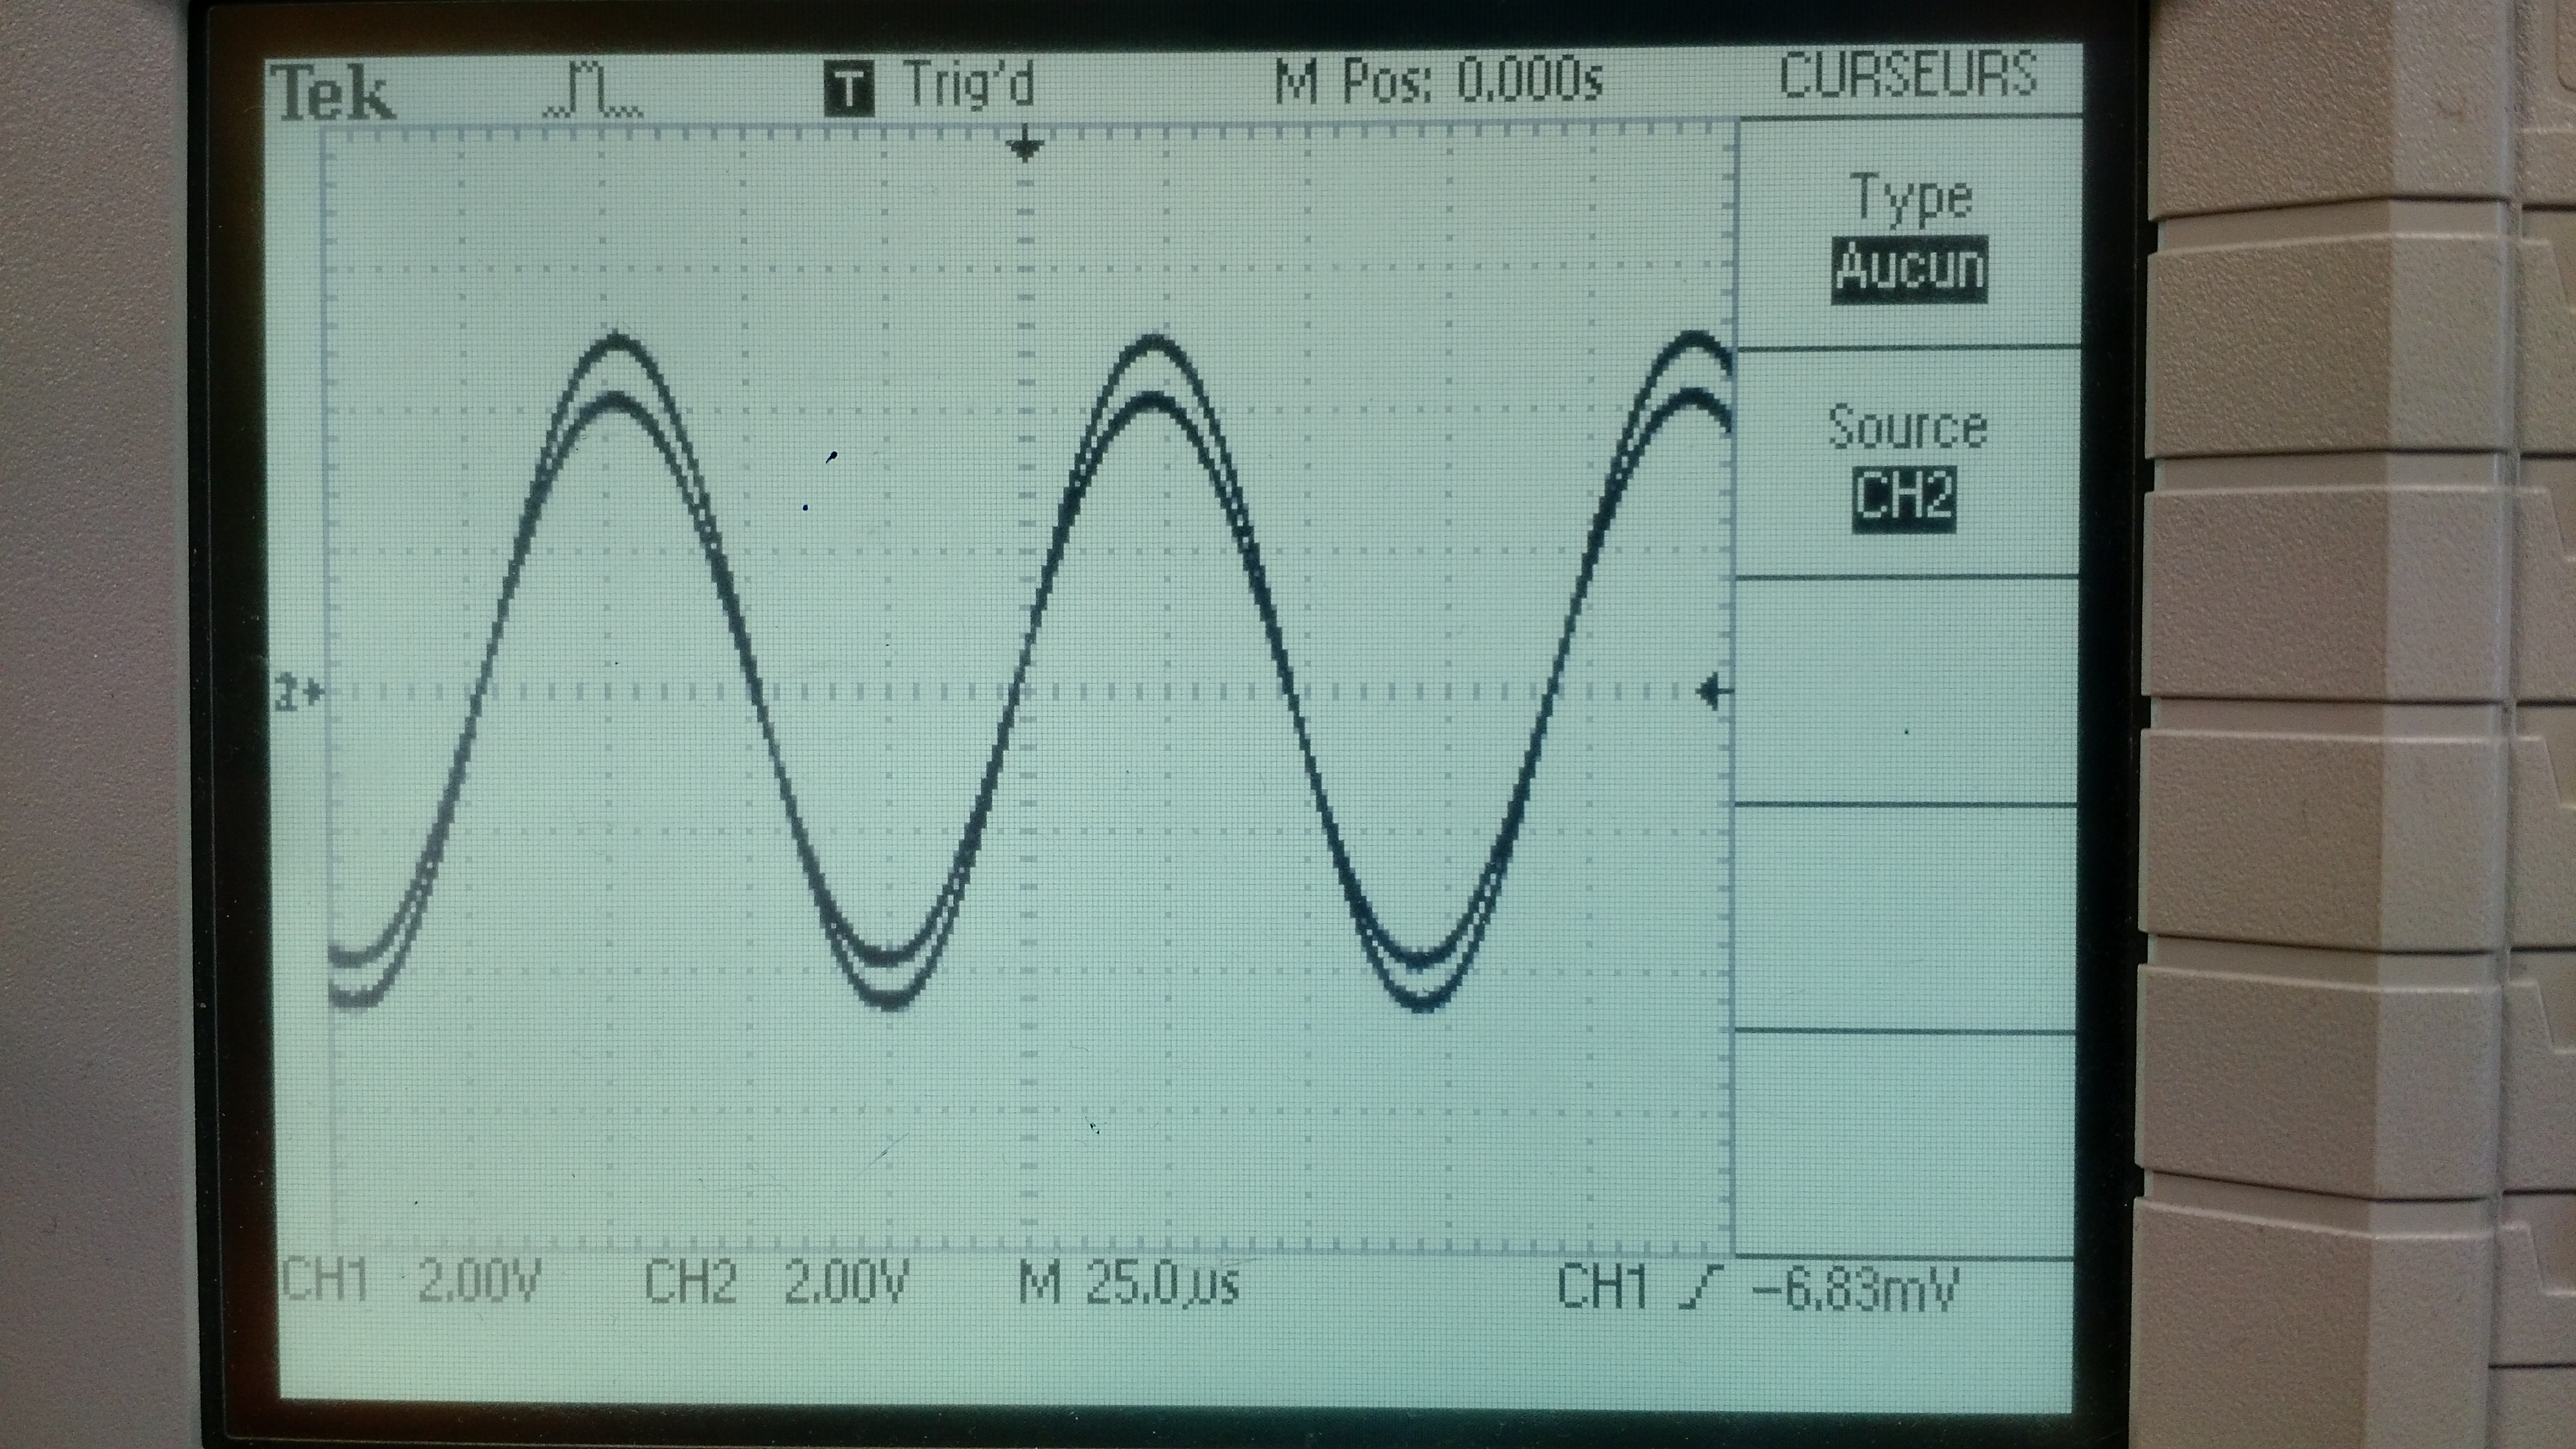 Tek T Trig'd M Pos: 0.000s CURSEURS
Type
Aucun
Source
CH2
2
CH1 2.00V CH2 2.00V M 25.0µs CH1 -6.83mV